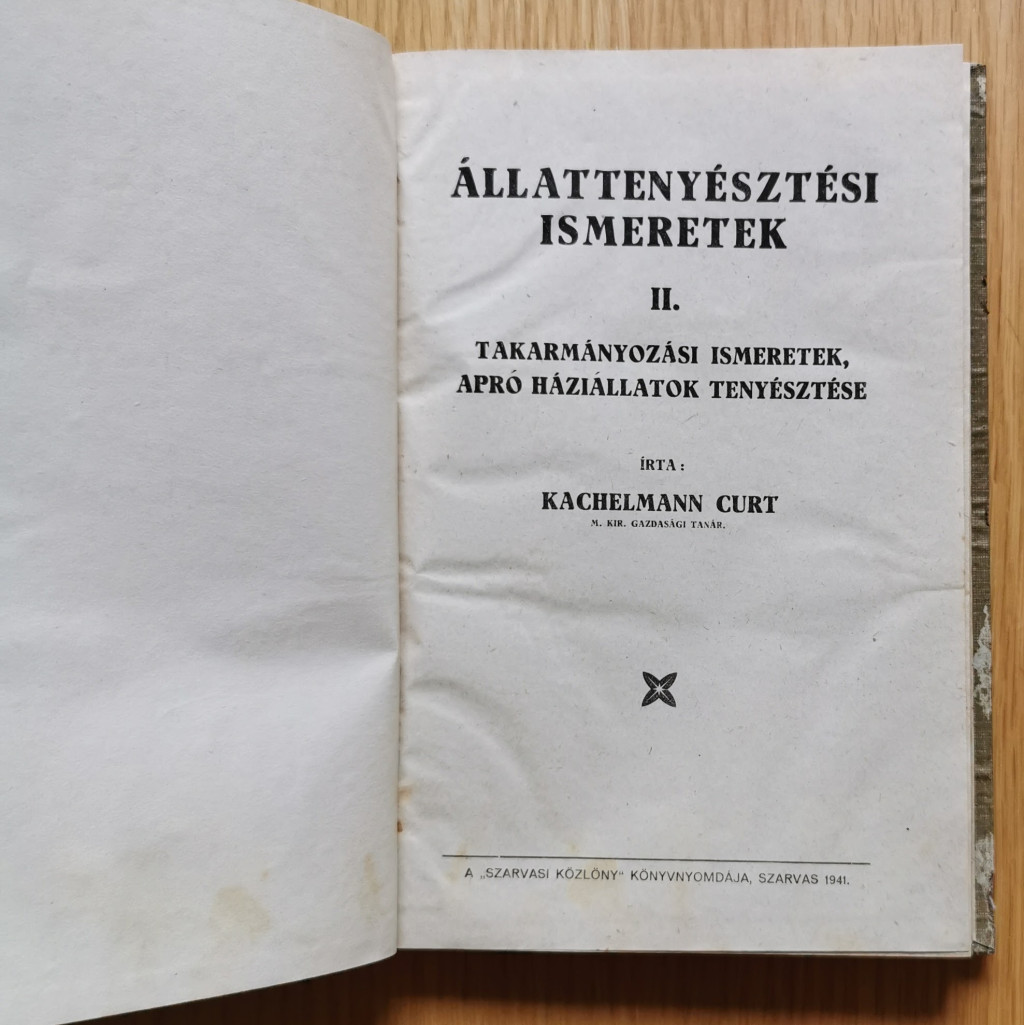 ÁLLATTENYÉSZTÉSI
ISMERETEK
II.
TAKARMÁNYOZÁSI ISMERETEK,
APRÓ HÁZIÁLLATOK TENYÉSZTÉSE
ÍRTA:
KACHELMANN CURT
M. KIR. GAZDASÁGI TANÁR.
A „SZARVASI KÖZLÖNY" KÖNYVNYOMDÁJA, SZARVAS 1941.